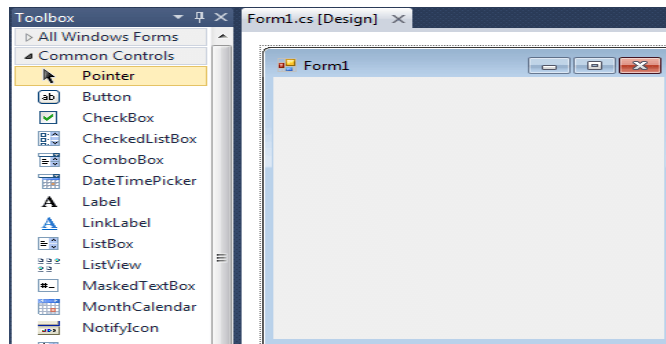 Toolbox
All Windows Forms
Common Controls
Pointer
Button
CheckBox
CheckedListBox
ComboBox
DateTimePicker
Label
LinkLabel
ListBox
ListView
MaskedTextBox
MonthCalendar
NotifyIcon
Form1.cs [Design]
Form1